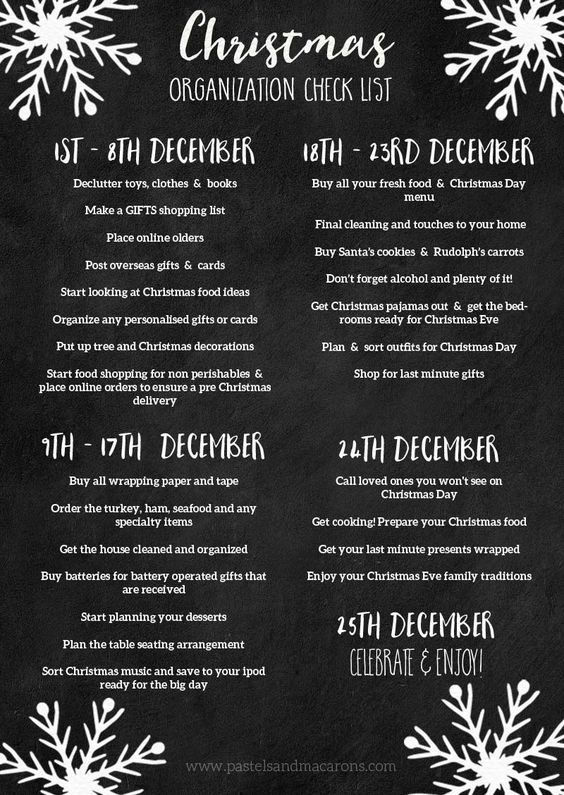 Christmas
ORGANIZATION CHECK LIST
1ST - 8TH DECEMBER
Declutter toys, clothes & books
Make a GIFTS shopping list
Place online olders
Post overseas gifts & cards
Start looking at Christmas food ideas
Organize any personalised gifts or cards
Put up tree and Christmas decorations
Start food shopping for non perishables &
place online orders to ensure a pre Christmas
delivery
9TH - 17TH DECEMBER
Buy all wrapping paper and tape
Order the turkey, ham, seafood and any
specialty items
Get the house cleaned and organized
Buy batteries for battery operated gifts that
are received
Start planning your desserts
Plan the table seating arrangement
Sort Christmas music and save to your ipod
ready for the big day
18TH - 23RD DECEMBER
Buy all your fresh food & Christmas Day
menu
Final cleaning and touches to your home
Buy Santa's cookies & Rudolph's carrots
Don't forget alcohol and plenty of it!
Get Christmas pajamas out & get the bed-
rooms ready for Christmas Eve
Plan & sort outfits for Christmas Day
Shop for last minute gifts
24TH DECEMBER
Call loved ones you won't see on
Christmas Day
Get cooking! Prepare your Christmas food
Get your last minute presents wrapped
Enjoy your Christmas Eve family traditions
25TH DECEMBER
CELEBRATE & ENJOY!
www.pastelsandmacarons.com